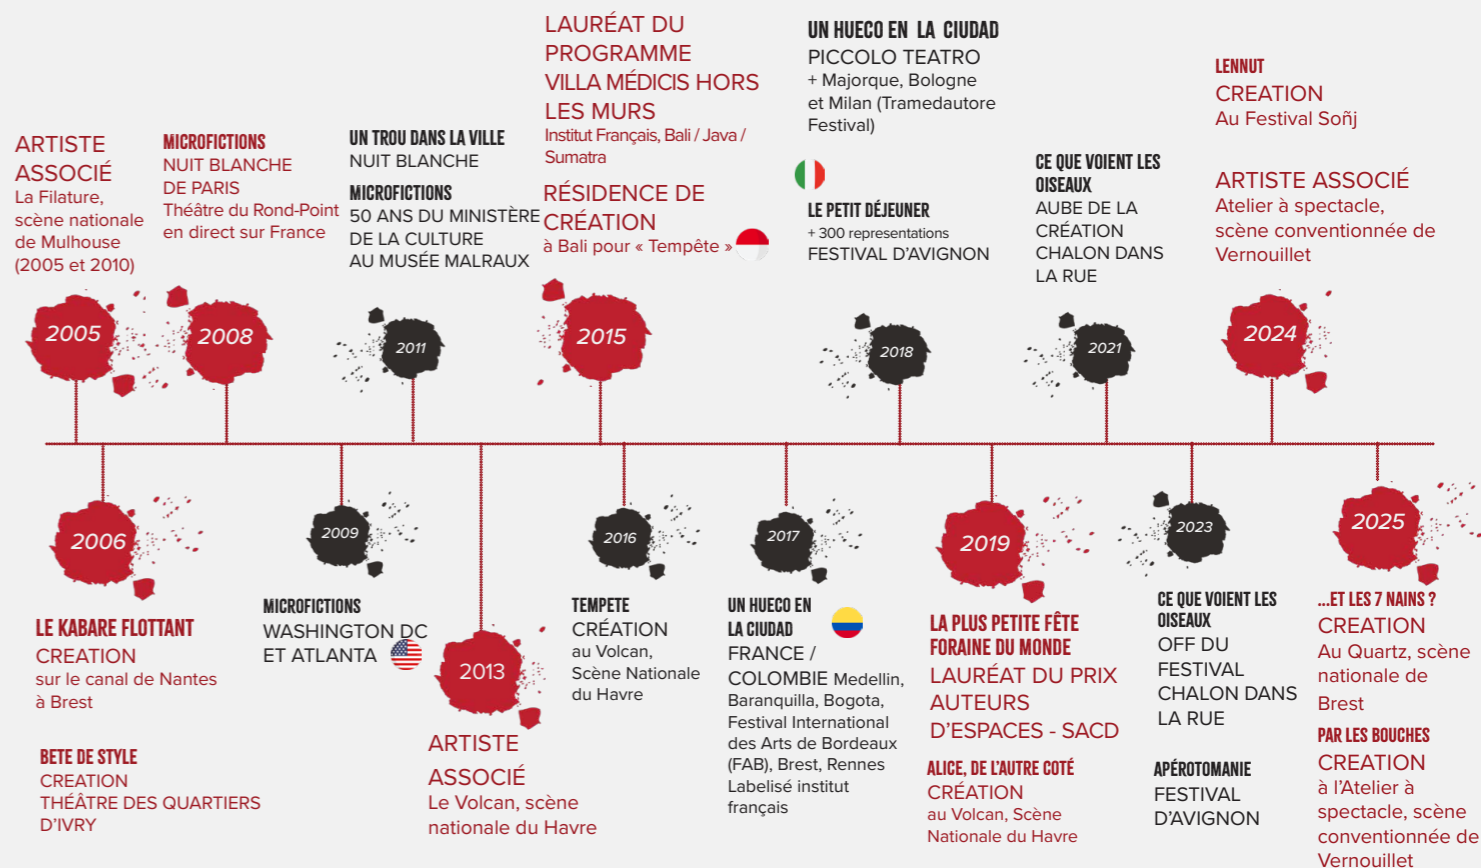 ARTISTE
ASSOCIÉ
La Filature,
scène nationale
de Mulhouse
(2005 et 2010)
2005
MICROFICTIONS
NUIT BLANCHE
DE PARIS
Théâtre du Rond-Point
en direct sur France
2008
UN TROU DANS LA VILLE
NUIT BLANCHE
MICROFICTIONS
50 ANS DU MINISTÈRE
DE LA CULTURE
AU MUSÉE MALRAUX
2011
LAURÉAT DU
PROGRAMME
VILLA MÉDICIS HORS
LES MURS
Institut Français, Bali / Java /
Sumatra
RÉSIDENCE DE
CRÉATION
à Bali pour « Tempête »
2015
UN HUECO EN LA CIUDAD
PICCOLO TEATRO
+ Majorque, Bologne
et Milan (Tramedautore
Festival)
LE PETIT DÉJEUNER
+ 300 representations
FESTIVAL D'AVIGNON
2018
CE QUE VOIENT LES
OISEAUX
AUBE DE LA
CRÉATION
CHALON DANS
LA RUE
2021
LENNUT
CREATION
Au Festival Soñj
ARTISTE ASSOCIÉ
Atelier à spectacle,
scène conventionnée de
Vernouillet
2024
2006
LE KABARE FLOTTANT
CREATION
sur le canal de Nantes
à Brest
BETE DE STYLE
CREATION
THÉÂTRE DES QUARTIERS
D'IVRY
2009
MICROFICTIONS
WASHINGTON DC
ET ATLANTA
2013
ARTISTE
ASSOCIÉ
Le Volcan, scène
nationale du Havre
2016
TEMPETE
CRÉATION
au Volcan,
Scène Nationale
du Havre
2017
UN HUECO EN
LA CIUDAD
FRANCE /
COLOMBIE Medellin,
Baranquilla, Bogota,
Festival International
des Arts de Bordeaux
(FAB), Brest, Rennes
Labelisé institut
français
2019
LA PLUS PETITE FÊTE
FORAINE DU MONDE
LAURÉAT DU PRIX
AUTEURS
D'ESPACES - SACD
ALICE, DE L'AUTRE COTÉ
CRÉATION
au Volcan, Scène
Nationale du Havre
2023
CE QUE VOIENT LES
OISEAUX
OFF DU
FESTIVAL
CHALON DANS
LA RUE
APÉROTOMANIE
FESTIVAL
D'AVIGNON
2025
...ET LES 7 NAINS ?
CREATION
Au Quartz, scène
nationale de
Brest
PAR LES BOUCHES
CREATION
à l'Atelier à
spectacle, scène
conventionnée de
Vernouillet